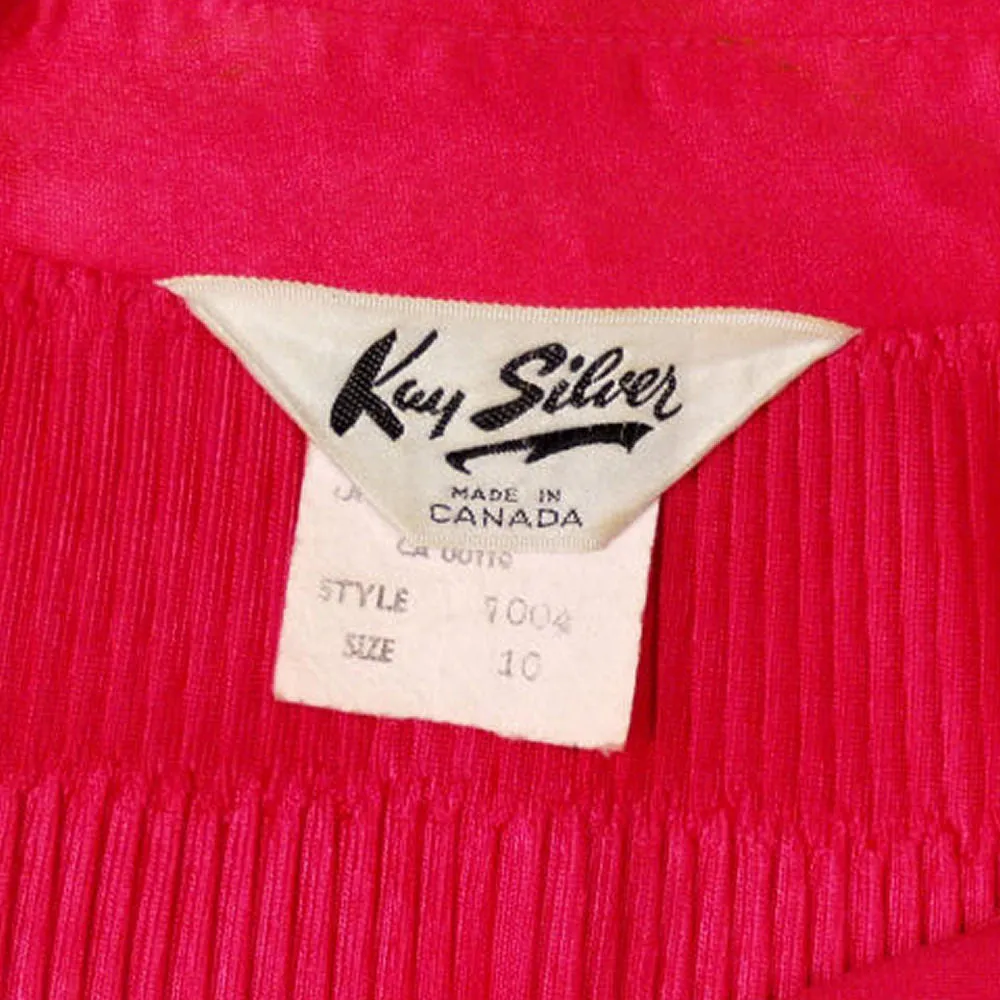 Kay Silver
MADE IN
CANADA
STYLE 7004
SIZE 10